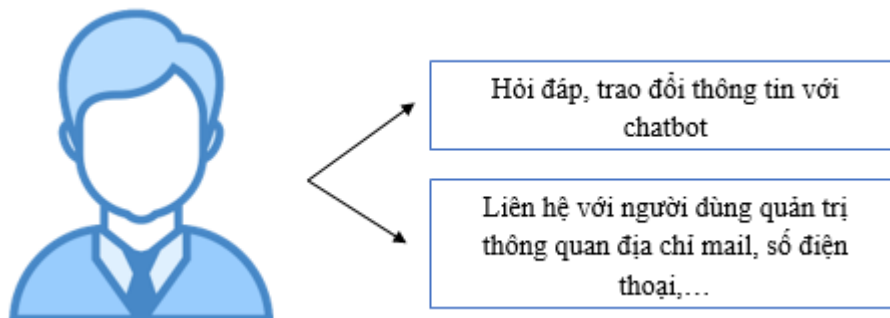 Hỏi đáp, trao đổi thông tin với
chatbot
Liên hệ với người dùng quản trị
thông quan địa chỉ mail, số điện
thoại,…